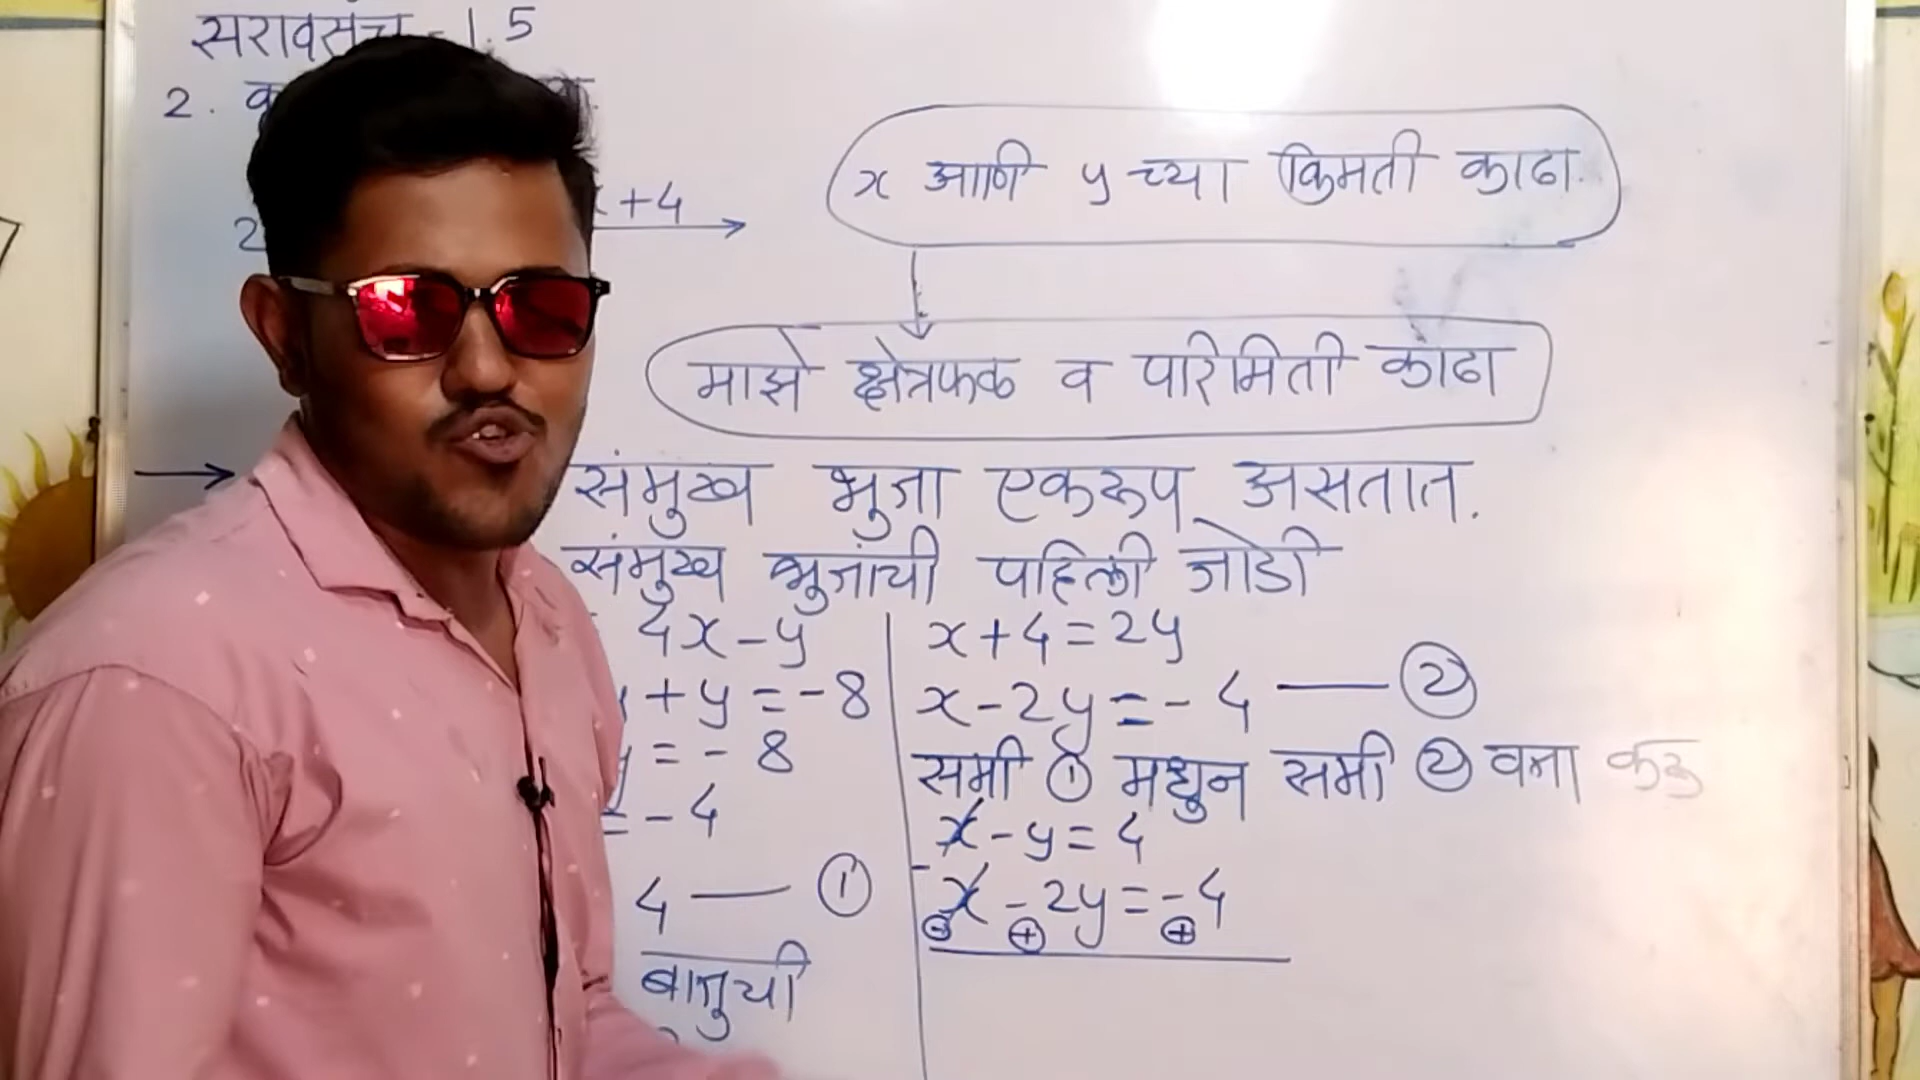 सरावसंच - 1.5
2.
x आणि y च्या किमती काढा.
x + 4
2
माझे क्षेत्रफळ व परिमिती काढा
संमुख भुजा एकरूप असतात.
संमुख भुजांची पहिली जोडी
4x - y
+ y = - 8
= - 8
= - 4
4 — ①
बाजुची
x + 4 = 2y
x - 2y = - 4 — ②
समी ① मधुन समी ② वजा करू
x - y = 4
- x - 2y = - 4
⊖ ⊕ ⊕